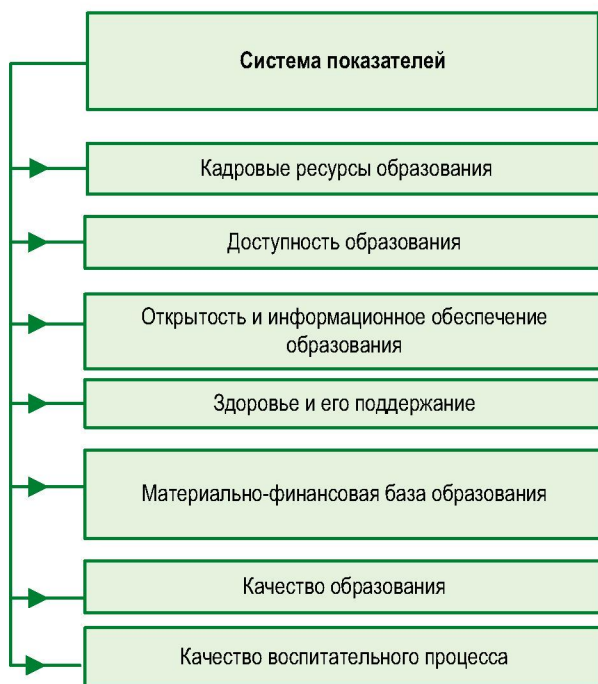 Система показателей
Кадровые ресурсы образования
Доступность образования
Открытость и информационное обеспечение
образования
Здоровье и его поддержание
Материально-финансовая база образования
Качество образования
Качество воспитательного процесса